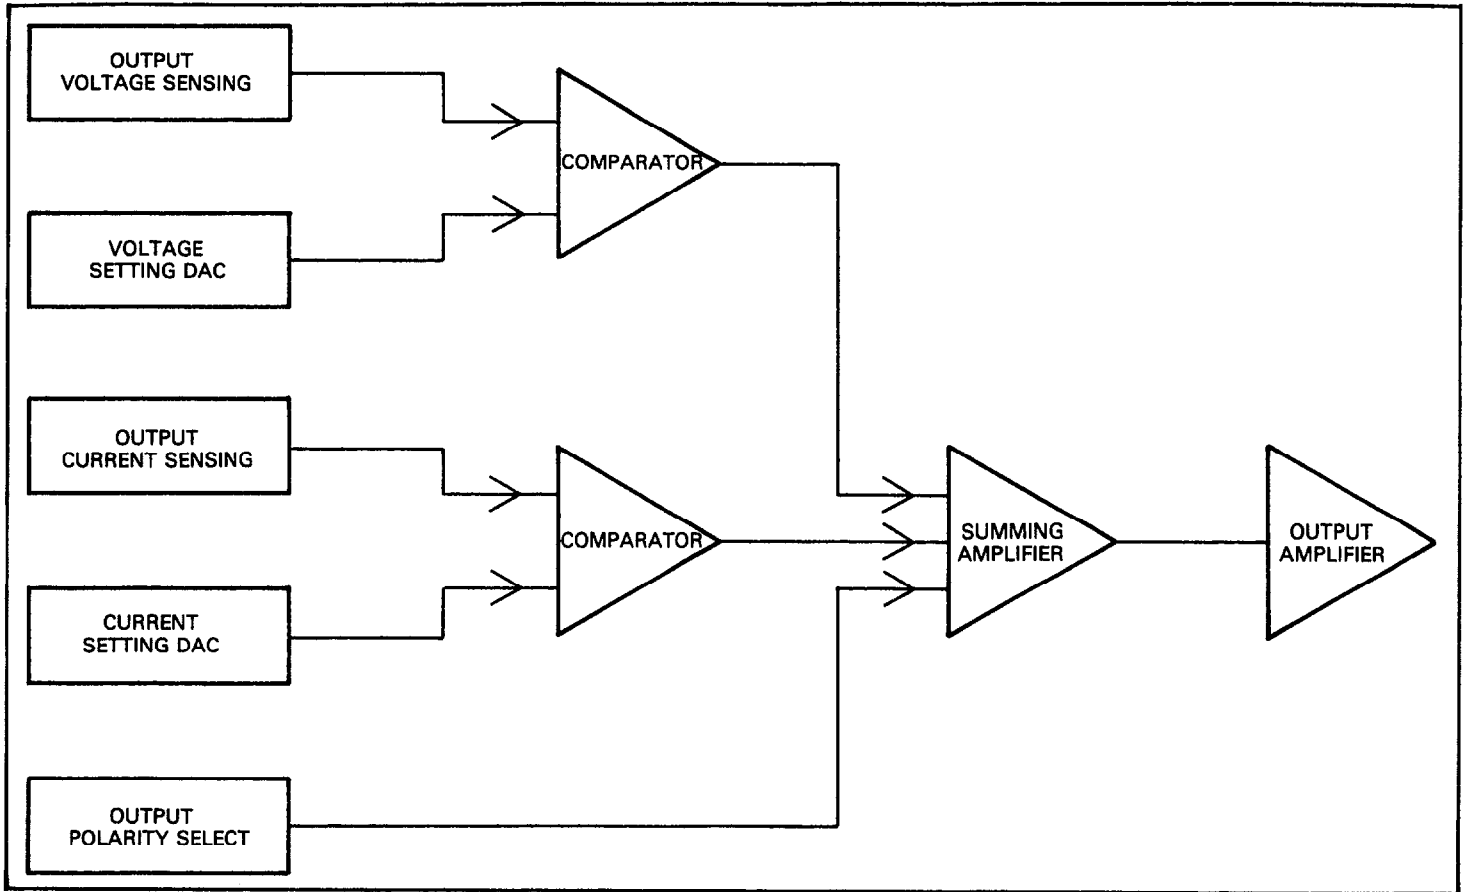 OUTPUT
VOLTAGE SENSING
COMPARATOR
VOLTAGE
SETTING DAC
OUTPUT
CURRENT SENSING
COMPARATOR
SUMMING
AMPLIFIER
OUTPUT
AMPLIFIER
CURRENT
SETTING DAC
OUTPUT
POLARITY SELECT